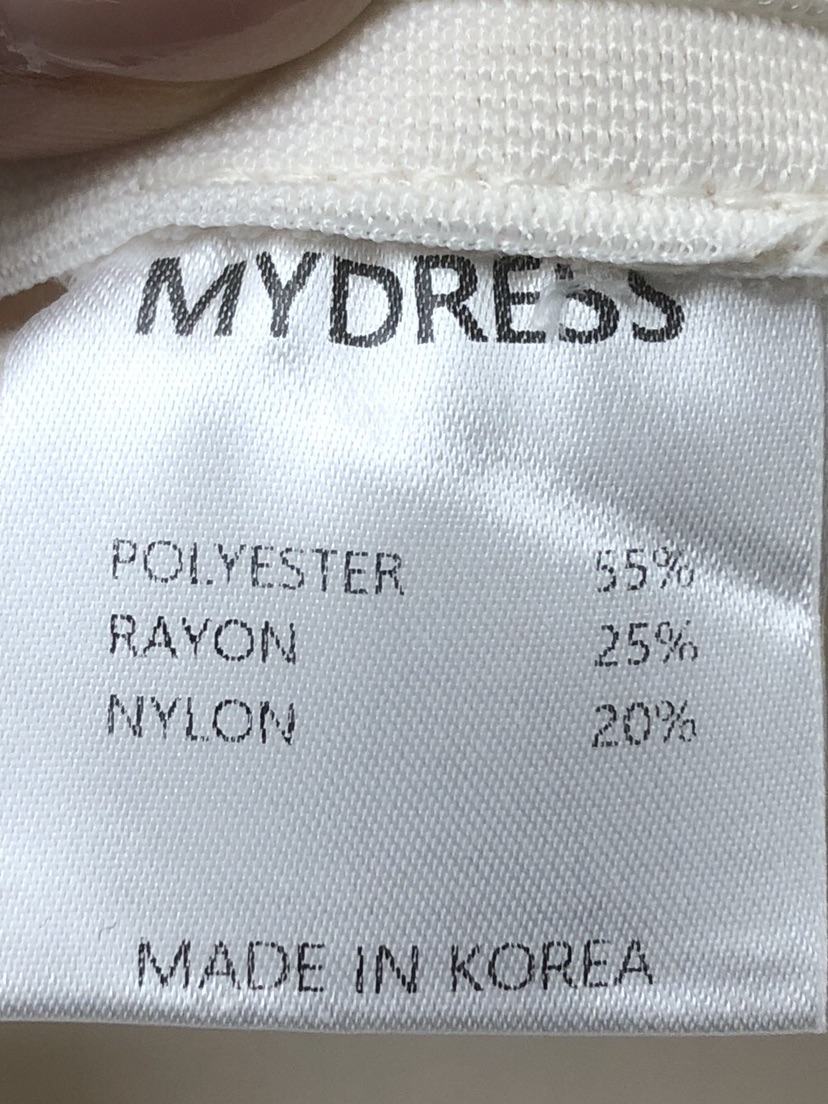 MYDRESS
POLYESTER 55%
RAYON 25%
NYLON 20%
MADE IN KOREA